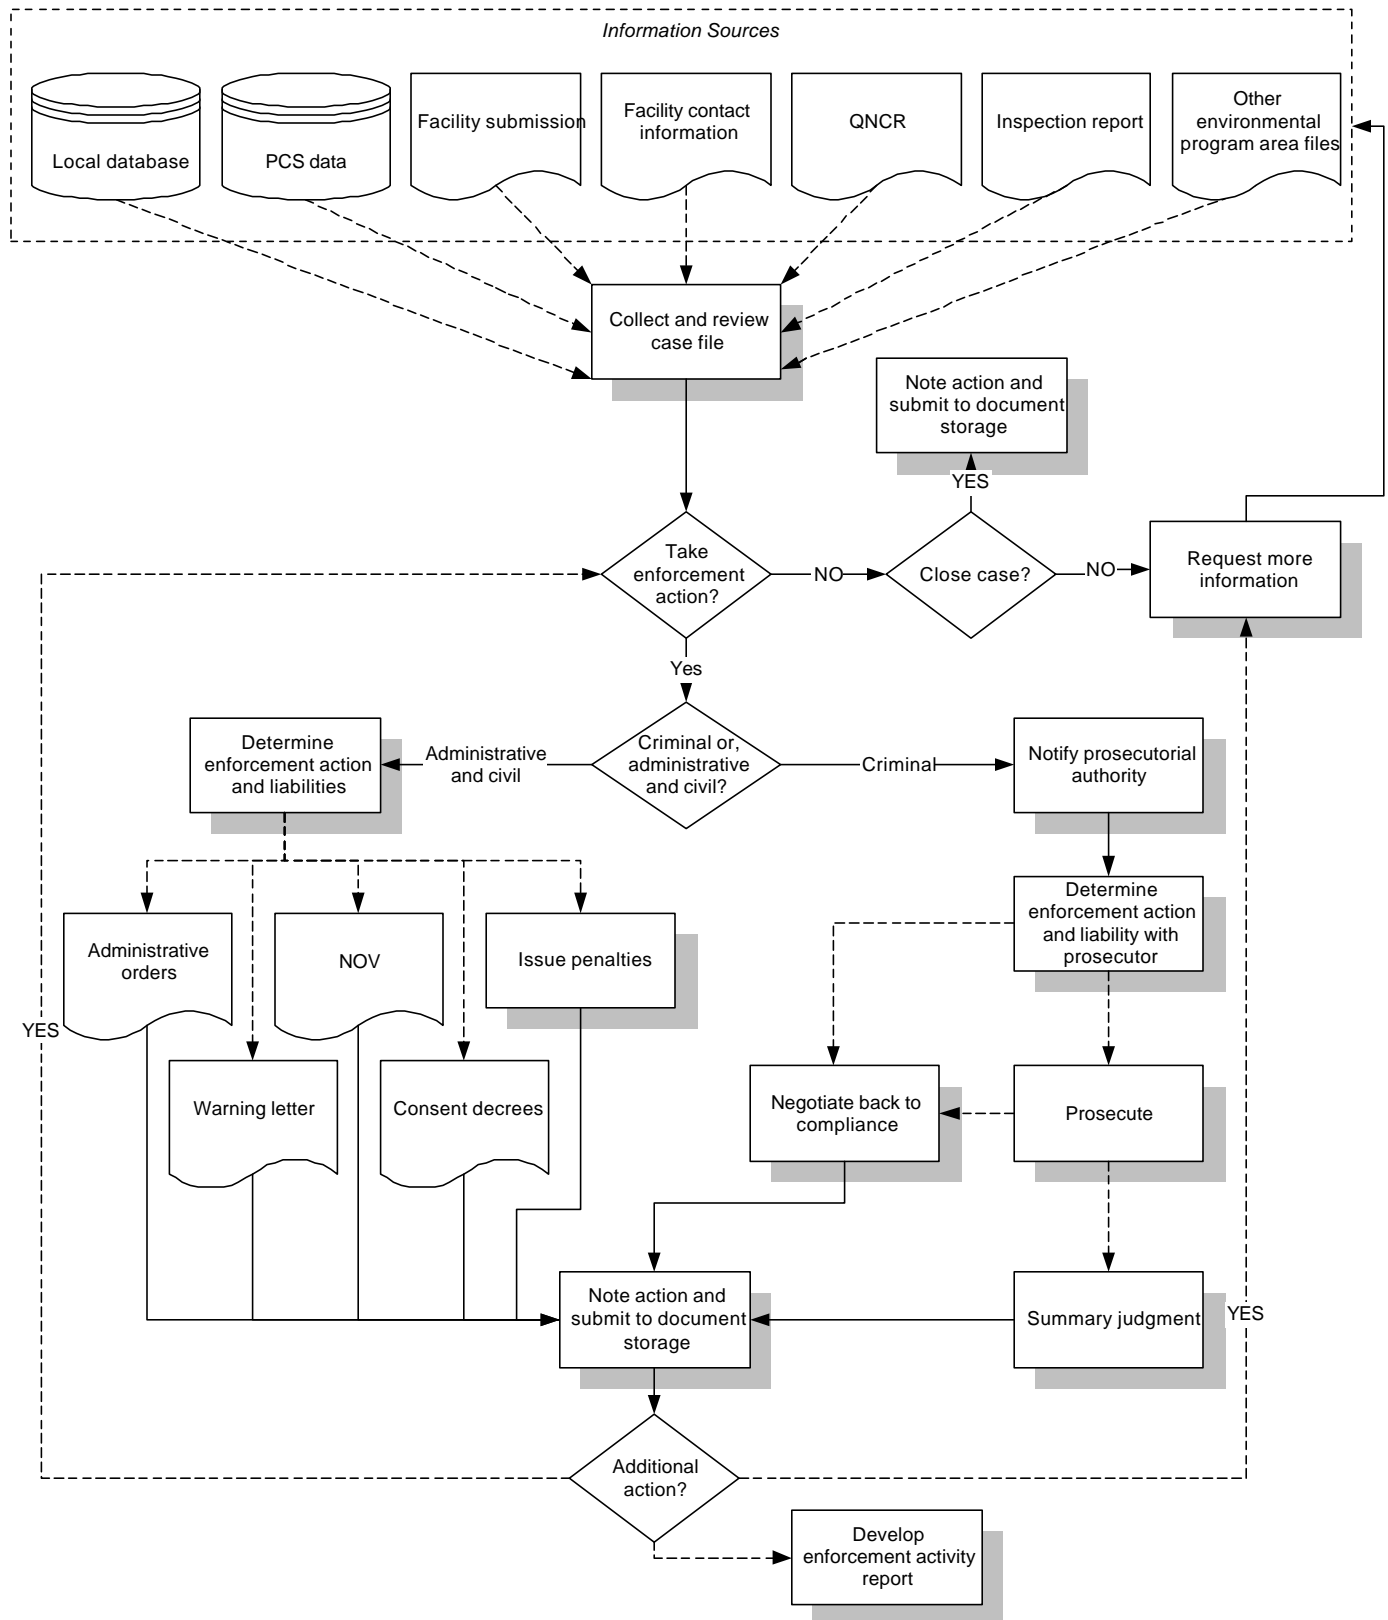 Information Sources
Local database
PCS data
Facility submission
Facility contact
information
QNCR
Inspection report
Other
environmental
program area files
Collect and review
case file
Note action and
submit to document
storage
YES
Take
enforcement
action?
NO
Close case?
NO
Request more
information
Yes
Determine
enforcement action
and liabilities
Administrative
and civil
Criminal or,
administrative
and civil?
Criminal
Notify prosecutorial
authority
Determine
enforcement action
and liability with
prosecutor
Administrative
orders
NOV
Issue penalties
YES
Warning letter
Consent decrees
Negotiate back to
compliance
Prosecute
Note action and
submit to document
storage
Summary judgment
YES
Additional
action?
Develop
enforcement activity
report